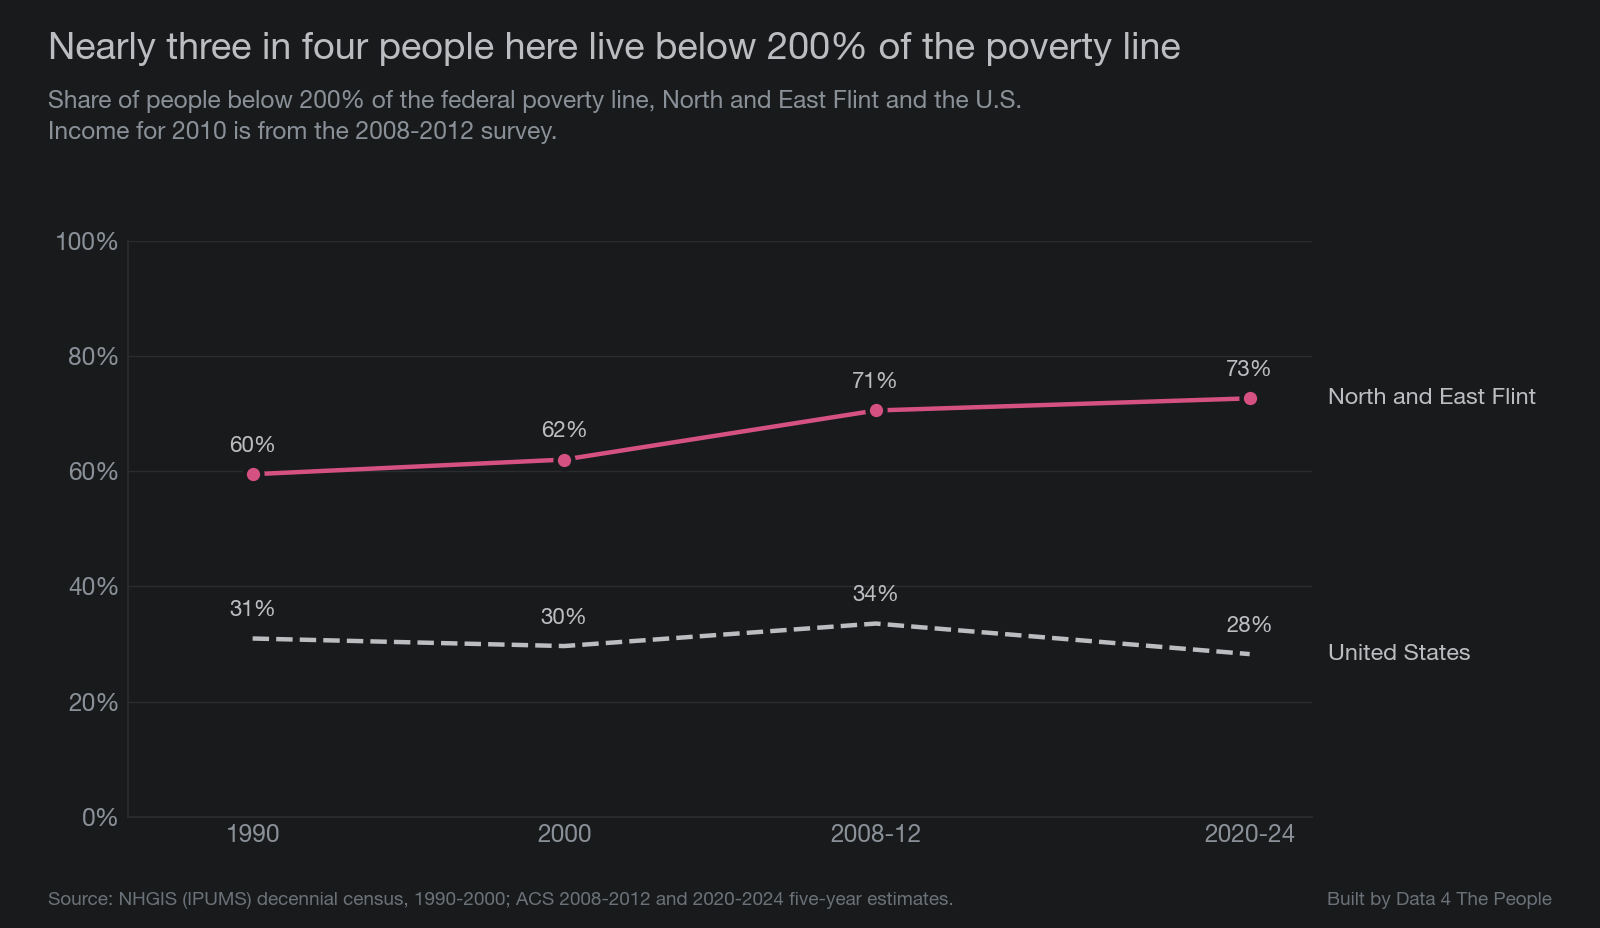 Nearly three in four people here live below 200% of the poverty line
Share of people below 200% of the federal poverty line, North and East Flint and the U.S.
Income for 2010 is from the 2008-2012 survey.
100%
80%
60%
40%
20%
0%
60%
62%
71%
73%
North and East Flint
31%
30%
34%
28%
United States
1990
2000
2008-12
2020-24
Source: NHGIS (IPUMS) decennial census, 1990-2000; ACS 2008-2012 and 2020-2024 five-year estimates.
Built by Data 4 The People